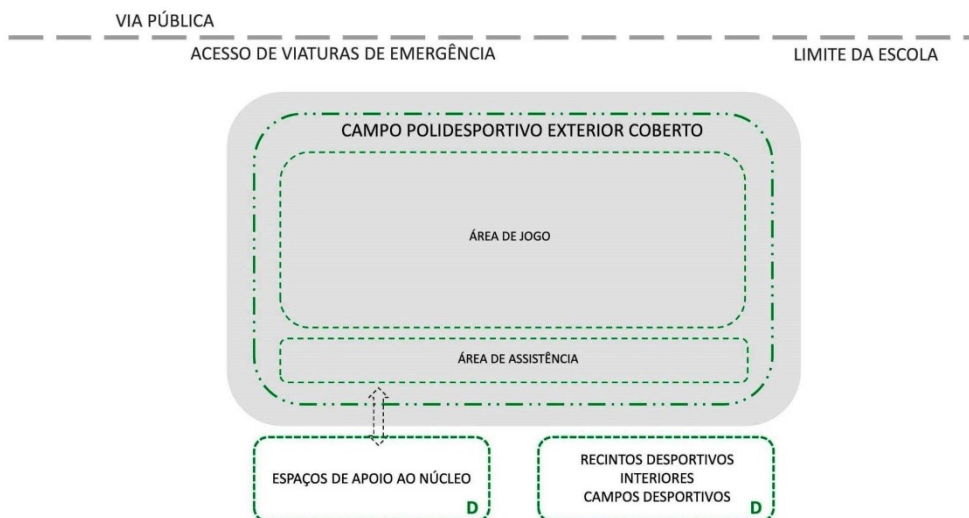 VIA PÚBLICA
ACESSO DE VIATURAS DE EMERGÊNCIA
LIMITE DA ESCOLA
CAMPO POLIDESPORTIVO EXTERIOR COBERTO
ÁREA DE JOGO
ÁREA DE ASSISTÊNCIA
ESPAÇOS DE APOIO AO NÚCLEO
D
RECINTOS DESPORTIVOS
INTERIORES
CAMPOS DESPORTIVOS
D